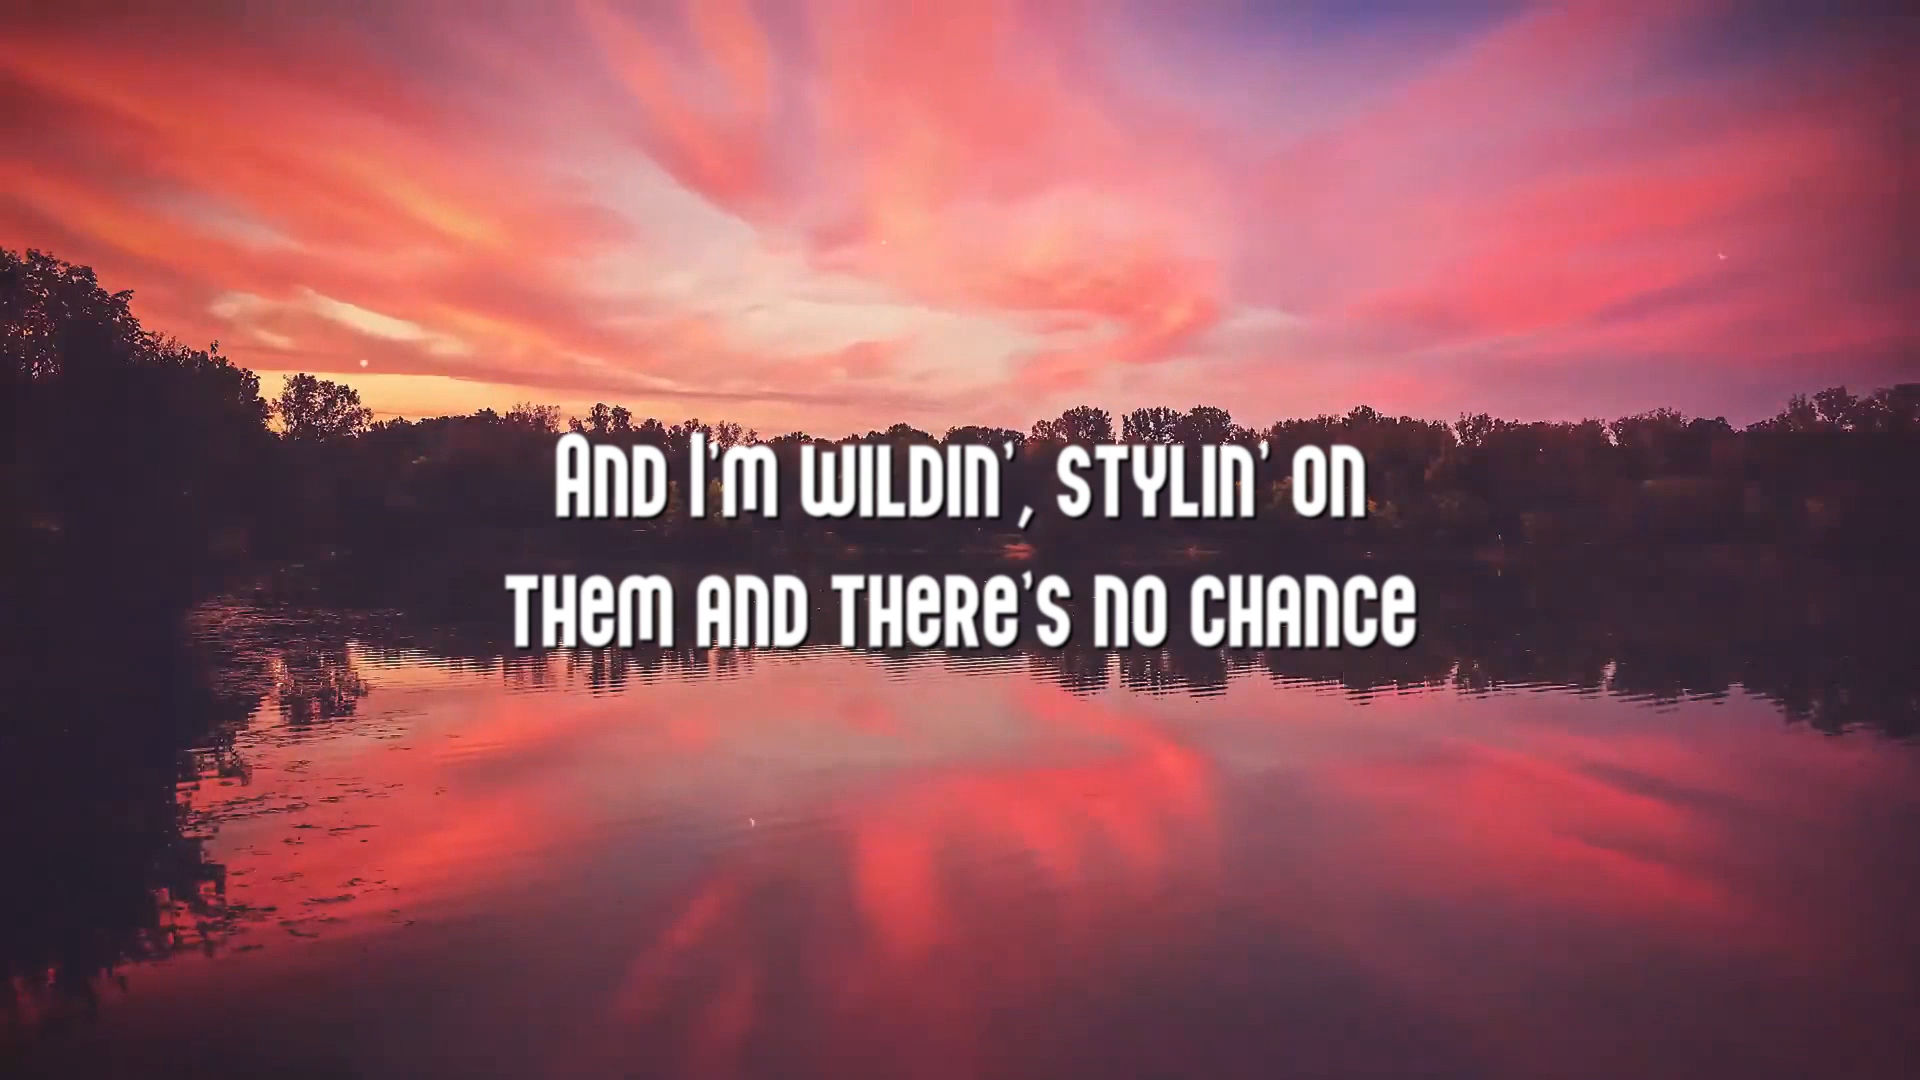 And I'm wildin', stylin' on
them and there's no chance